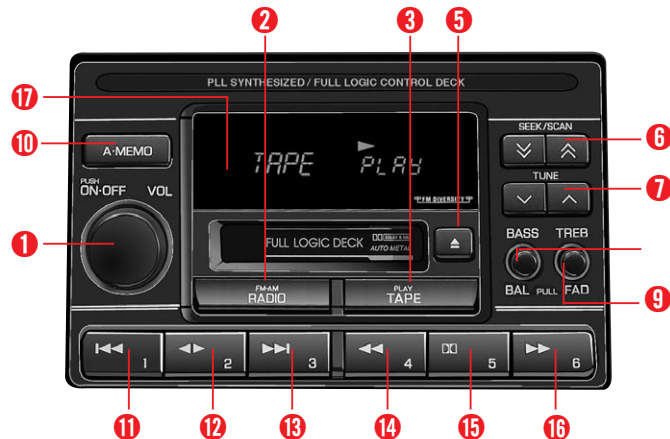 2
3
5
PLL SYNTHESIZED / FULL LOGIC CONTROL DECK
17
SEEK/SCAN
6
10
A·MEMO
TAPE PLAY
TUNE
7
PUSH
ON·OFF VOL
FM DIVERSITY
1
FULL LOGIC DECK
AUTO METAL
BASS TREB
BAL PULL FAD
9
FM·AM
RADIO
PLAY
TAPE
1 2 3 4 5 6
11 12 13 14 15 16